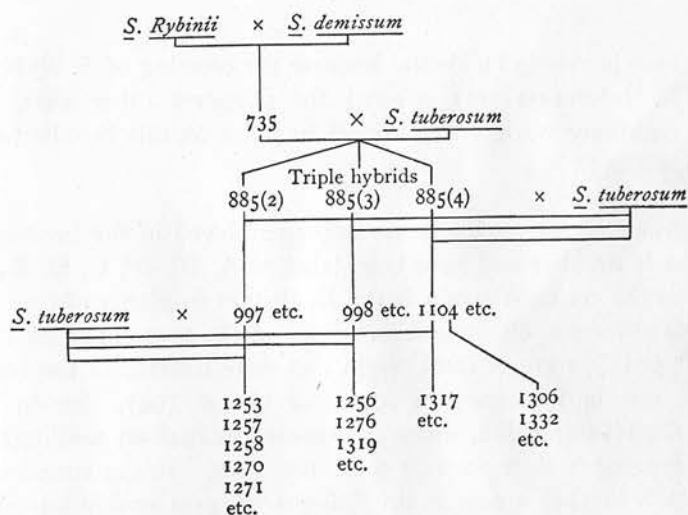 S. Rybinii × S. demissum
735 × S. tuberosum
Triple hybrids
885(2) 885(3) 885(4) × S. tuberosum
S. tuberosum × 997 etc. 998 etc. 1104 etc.
1253 1256 1317 1306
1257 1276 etc. 1332
1258 1319 etc.
1270 etc.
1271
etc.